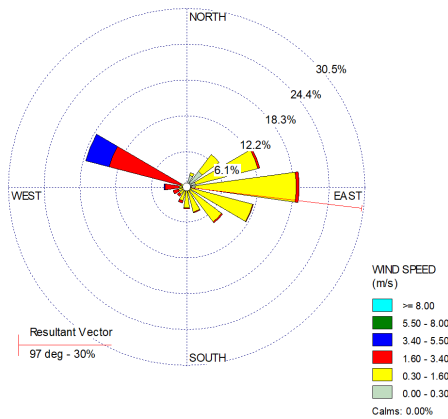 NORTH
30.5%
24.4%
18.3%
12.2%
6.1%
WEST
EAST
WIND SPEED
(m/s)
>= 8.00
5.50 - 8.00
3.40 - 5.50
1.60 - 3.40
0.30 - 1.60
0.00 - 0.30
Calms: 0.00%
Resultant Vector
97 deg - 30%
SOUTH